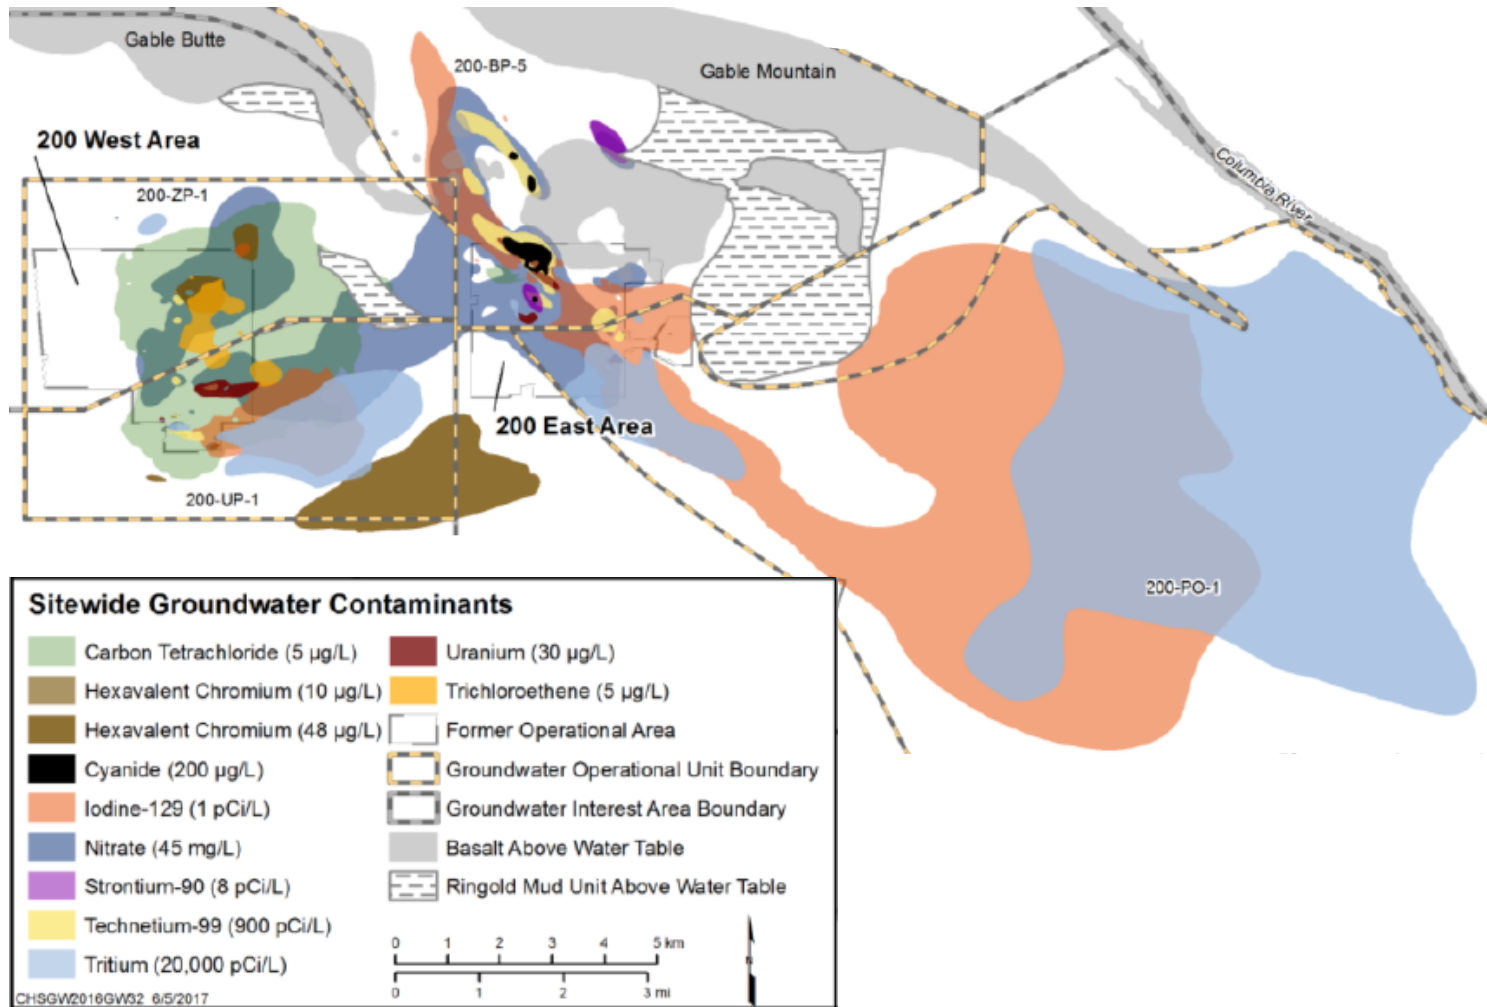 Gable Butte
200-BP-5
Gable Mountain
200 West Area
200-ZP-1
Columbia River
200 East Area
200-UP-1
200-PO-1
Sitewide Groundwater Contaminants
Carbon Tetrachloride (5 µg/L)
Hexavalent Chromium (10 µg/L)
Hexavalent Chromium (48 µg/L)
Cyanide (200 µg/L)
Iodine-129 (1 pCi/L)
Nitrate (45 mg/L)
Strontium-90 (8 pCi/L)
Technetium-99 (900 pCi/L)
Tritium (20,000 pCi/L)
Uranium (30 µg/L)
Trichloroethene (5 µg/L)
Former Operational Area
Groundwater Operational Unit Boundary
Groundwater Interest Area Boundary
Basalt Above Water Table
Ringold Mud Unit Above Water Table
0 1 2 3 4 5 km
0 1 2 3 mi
N
CHSGW2016GW32 6/5/2017